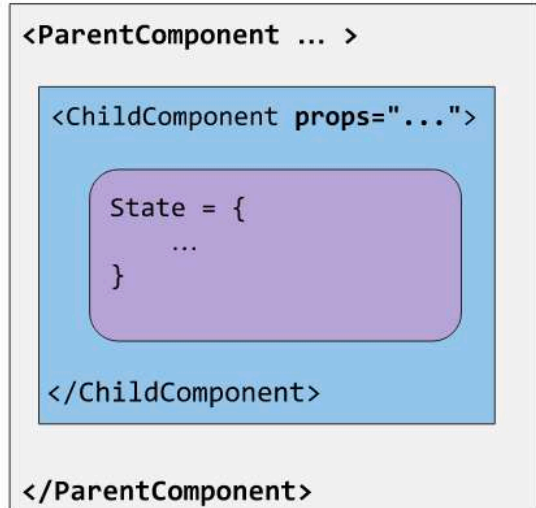 <ParentComponent ... >
<ChildComponent props="...">
State = {
...
}
</ChildComponent>
</ParentComponent>